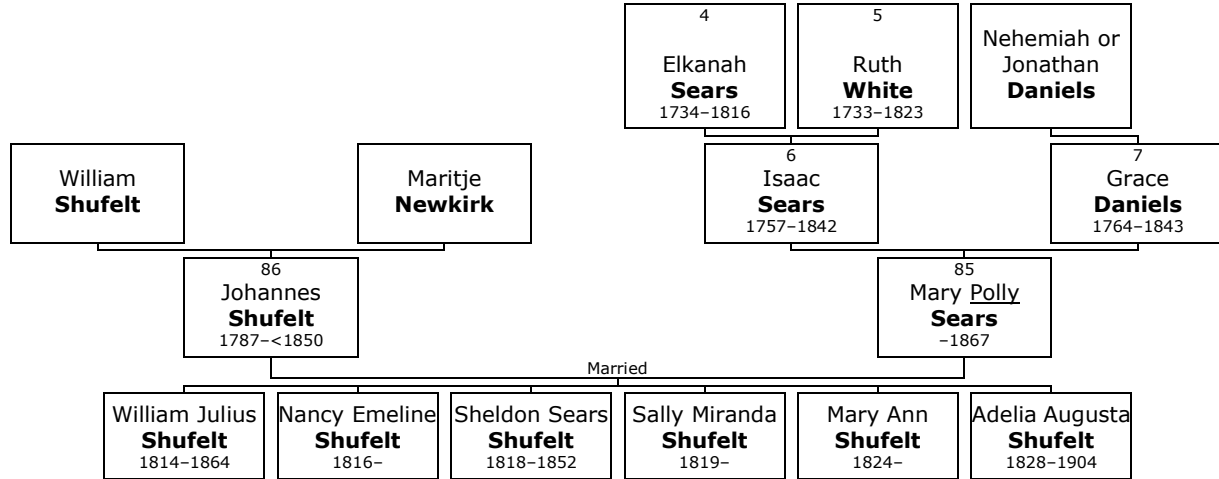 4
Elkanah
Sears
1734–1816
5
Ruth
White
1733–1823
Nehemiah or
Jonathan
Daniels
William
Shufelt
Maritje
Newkirk
6
Isaac
Sears
1757–1842
7
Grace
Daniels
1764–1843
86
Johannes
Shufelt
1787–<1850
85
Mary Polly
Sears
–1867
Married
William Julius
Shufelt
1814–1864
Nancy Emeline
Shufelt
1816–
Sheldon Sears
Shufelt
1818–1852
Sally Miranda
Shufelt
1819–
Mary Ann
Shufelt
1824–
Adelia Augusta
Shufelt
1828–1904